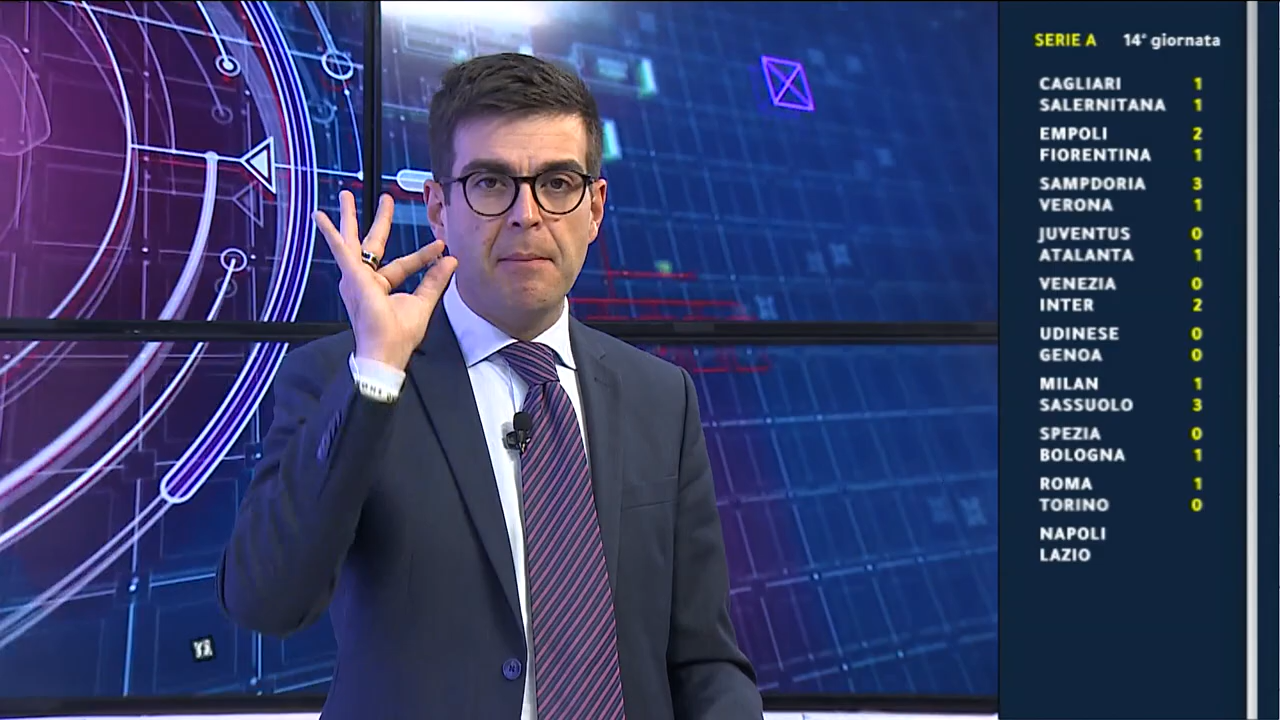 SERIE A 14ª giornata
CAGLIARI 1
SALERNITANA 1
EMPOLI 2
FIORENTINA 1
SAMPDORIA 3
VERONA 1
JUVENTUS 0
ATALANTA 1
VENEZIA 0
INTER 2
UDINESE 0
GENOA 0
MILAN 1
SASSUOLO 3
SPEZIA 0
BOLOGNA 1
ROMA 1
TORINO 0
NAPOLI
LAZIO